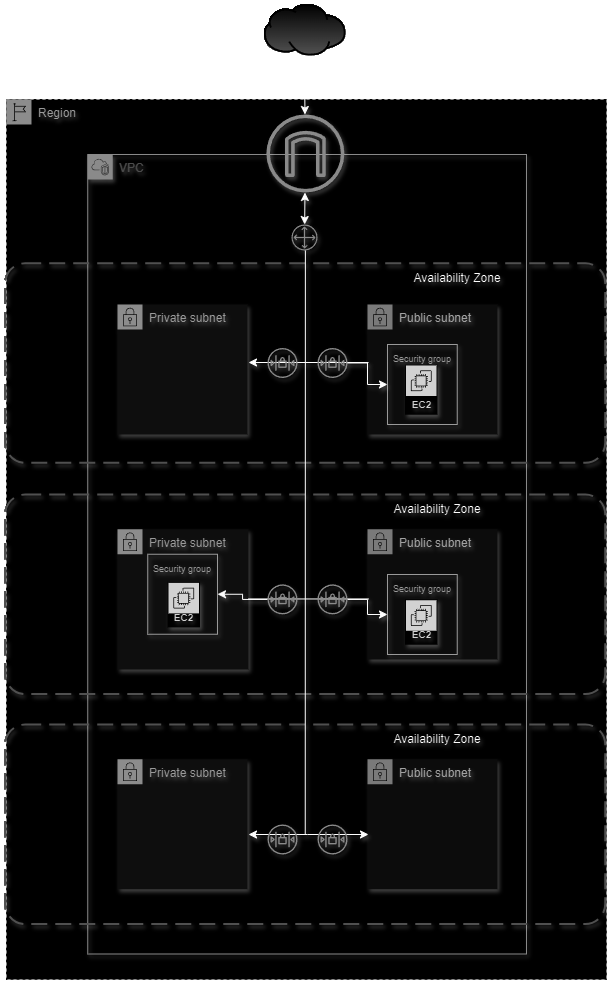 Region
VPC
Availability Zone
Private subnet
Public subnet
Security group
EC2
Availability Zone
Private subnet
Public subnet
Security group
EC2
Security group
EC2
Availability Zone
Private subnet
Public subnet